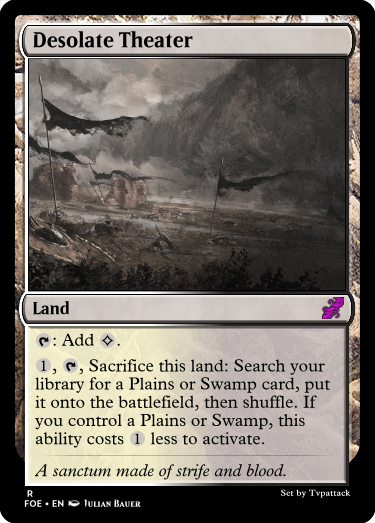 Desolate Theater
Land
: Add .
1, , Sacrifice this land: Search your
library for a Plains or Swamp card, put
it onto the battlefield, then shuffle. If
you control a Plains or Swamp, this
ability costs 1 less to activate.
A sanctum made of strife and blood.
R
Set by Tvpattack
FOE • EN Julian Bauer